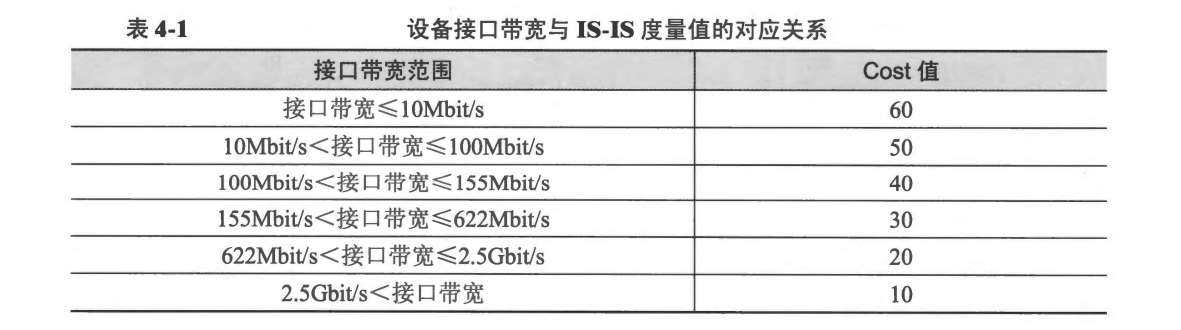 表 4-1 设备接口带宽与 IS-IS 度量值的对应关系
接口带宽范围 Cost 值
接口带宽≤10Mbit/s 60
10Mbit/s<接口带宽≤100Mbit/s 50
100Mbit/s<接口带宽≤155Mbit/s 40
155Mbit/s<接口带宽≤622Mbit/s 30
622Mbit/s<接口带宽≤2.5Gbit/s 20
2.5Gbit/s<接口带宽 10